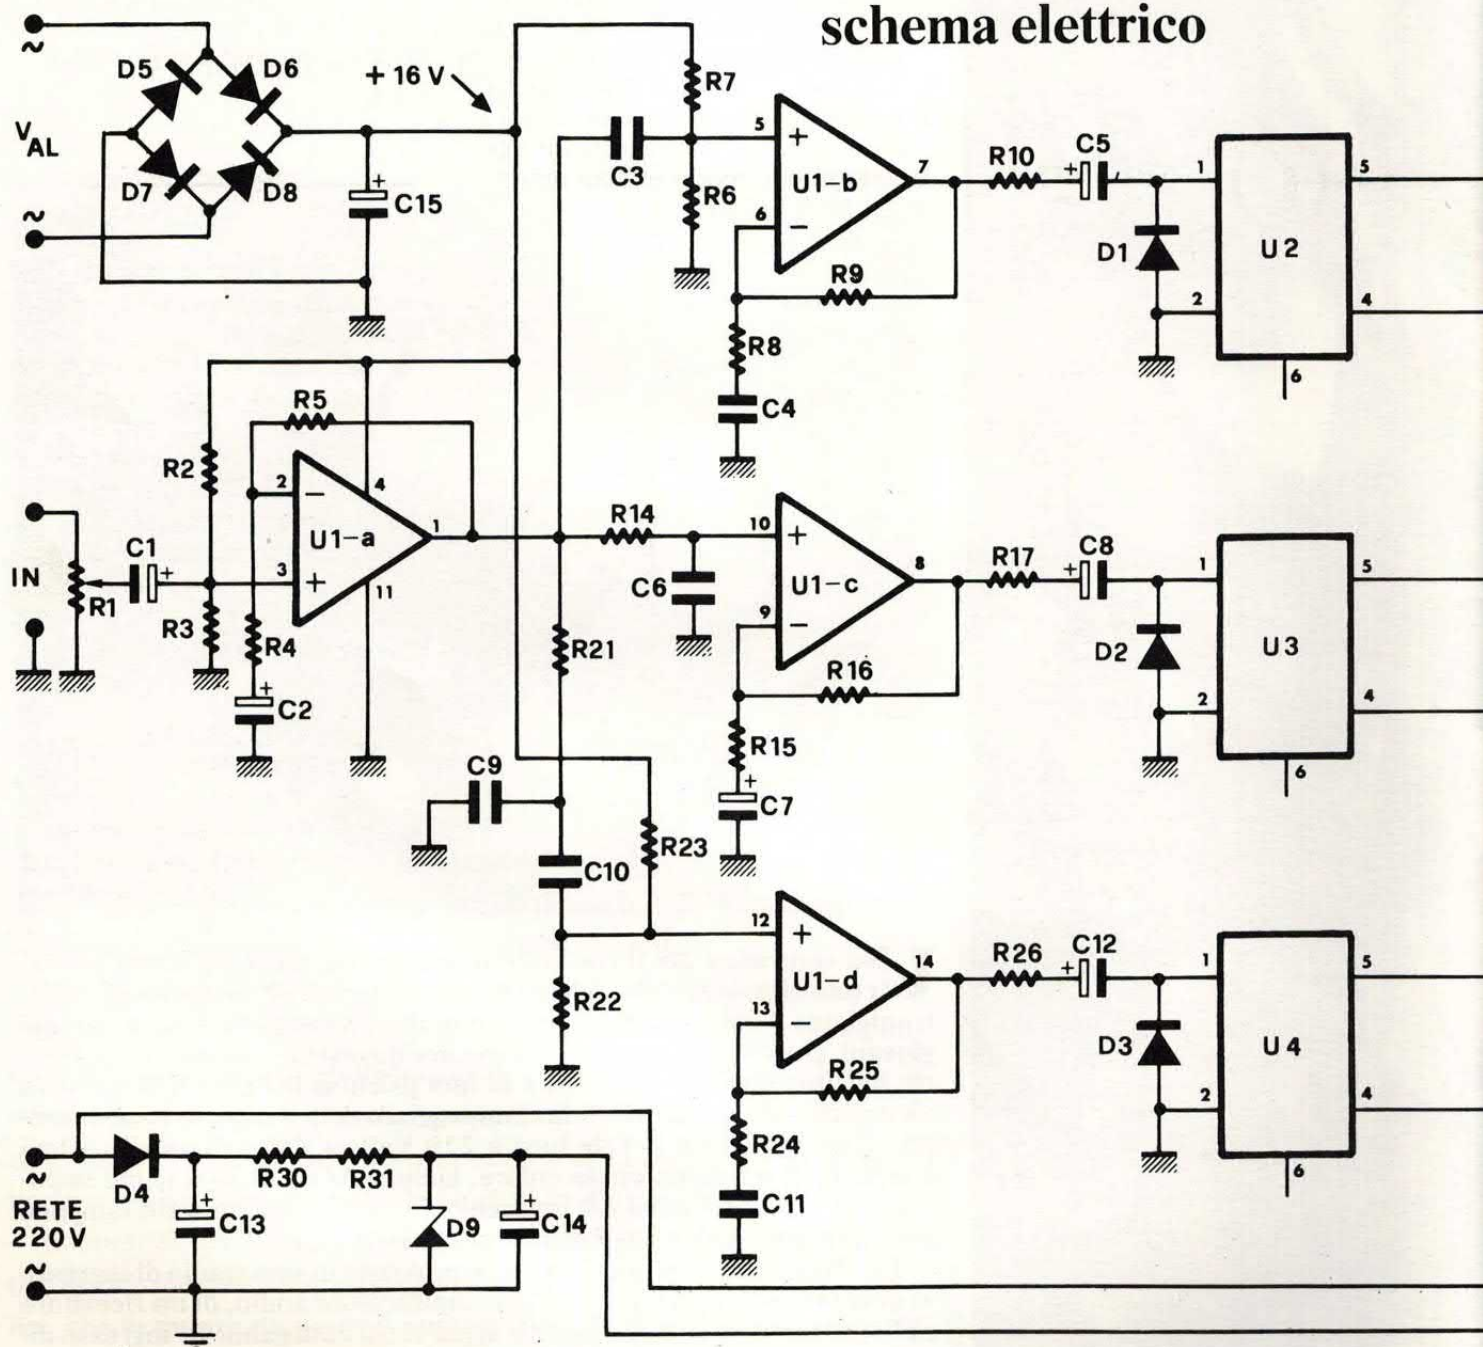 schema elettrico
~
D5
D6
+ 16 V
V AL
D7
D8
+
C15
~
R7
C3
R6
5
+
U1-b
6
−
7
R9
R8
C4
R10
+
C5
D1
1
2
U2
5
4
6
R5
R2
2
−
4
U1-a
1
3
+
11
IN
R1
C1
+
R3
R4
+
C2
R14
C6
10
+
U1-c
9
−
8
R16
R15
+
C7
R17
+
C8
D2
1
2
U3
5
4
6
R21
C9
C10
R23
R22
12
+
U1-d
13
−
14
R25
R24
C11
R26
+
C12
D3
1
2
U4
5
4
6
~
RETE
220V
~
D4
+
C13
R30
R31
D9
+
C14